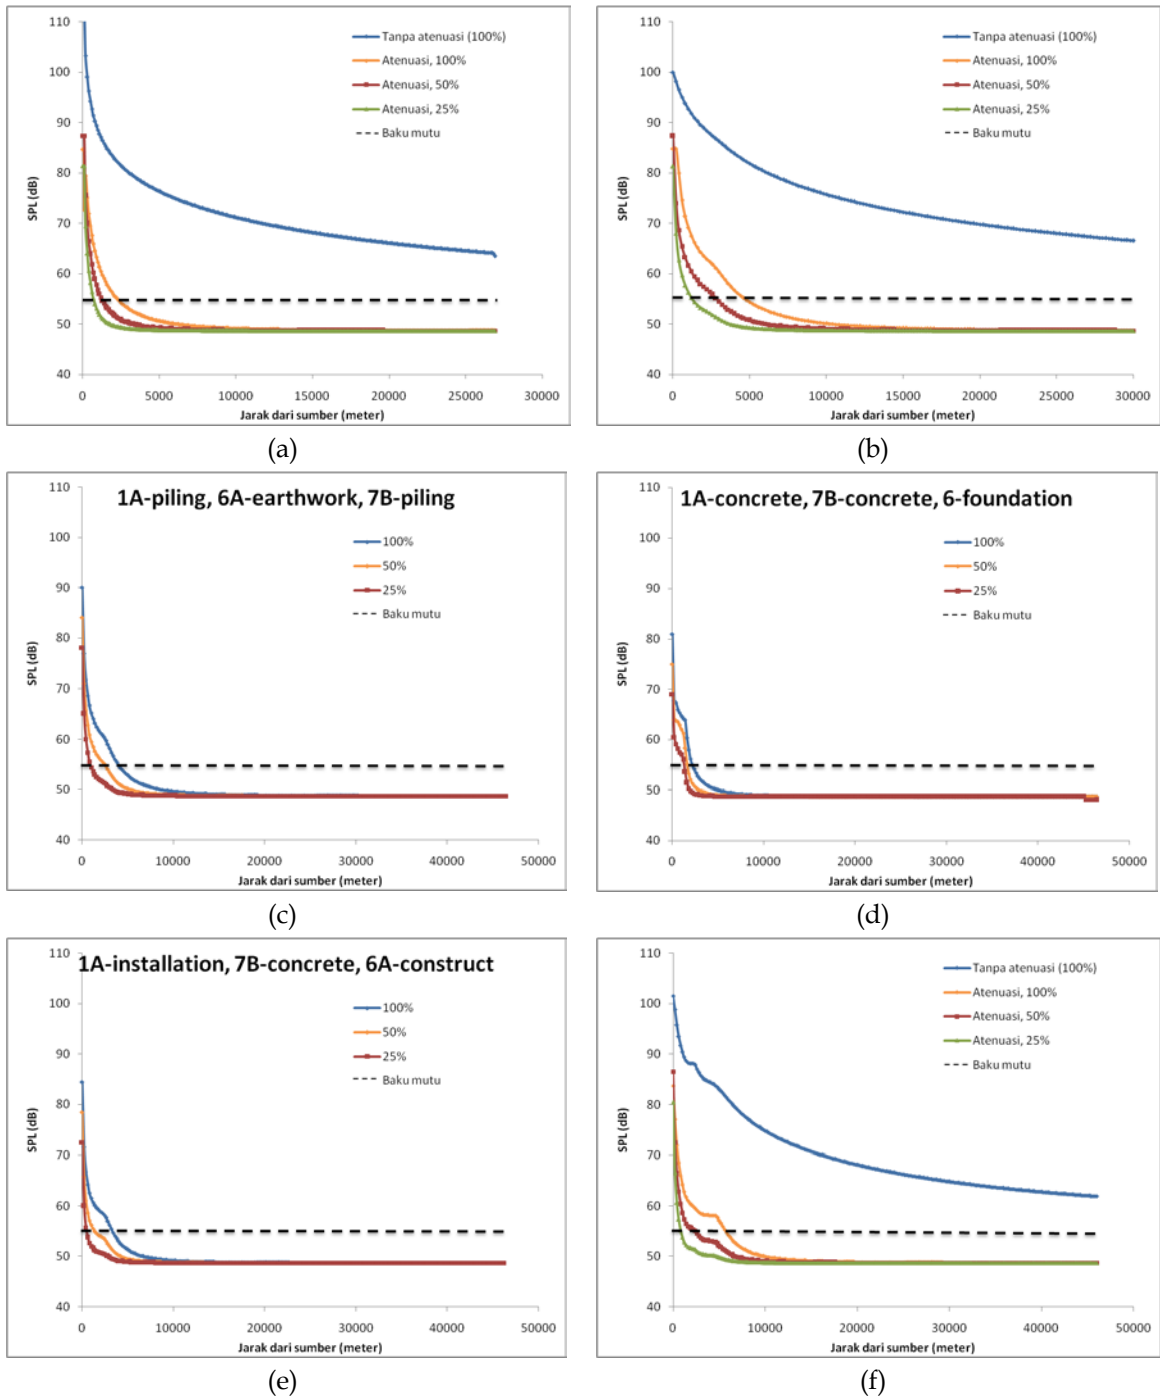 110
100
90
80
70
60
50
40
SPL (dB)
Tanpa atenuasi (100%)
Atenuasi, 100%
Atenuasi, 50%
Atenuasi, 25%
Baku mutu
0 5000 10000 15000 20000 25000 30000
Jarak dari sumber (meter)
(a)
110
100
90
80
70
60
50
40
SPL (dB)
Tanpa atenuasi (100%)
Atenuasi, 100%
Atenuasi, 50%
Atenuasi, 25%
Baku mutu
0 5000 10000 15000 20000 25000 30000
Jarak dari sumber (meter)
(b)
1A-piling, 6A-earthwork, 7B-piling
110
100
90
80
70
60
50
40
SPL (dB)
100%
50%
25%
Baku mutu
0 10000 20000 30000 40000 50000
Jarak dari sumber (meter)
(c)
1A-concrete, 7B-concrete, 6-foundation
110
100
90
80
70
60
50
40
SPL (dB)
100%
50%
25%
Baku mutu
0 10000 20000 30000 40000 50000
Jarak dari sumber (meter)
(d)
1A-installation, 7B-concrete, 6A-construct
110
100
90
80
70
60
50
40
SPL (dB)
100%
50%
25%
Baku mutu
0 10000 20000 30000 40000 50000
Jarak dari sumber (meter)
(e)
110
100
90
80
70
60
50
40
SPL (dB)
Tanpa atenuasi (100%)
Atenuasi, 100%
Atenuasi, 50%
Atenuasi, 25%
Baku mutu
0 10000 20000 30000 40000 50000
Jarak dari sumber (meter)
(f)